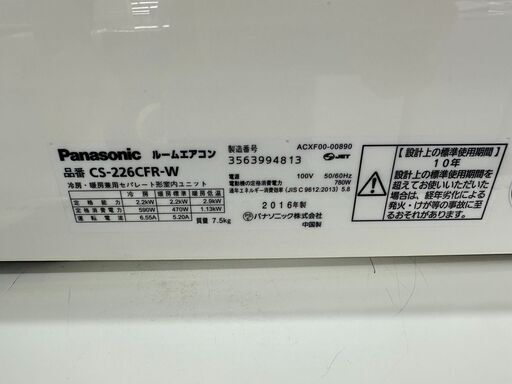 Panasonic ルームエアコン
品番 CS-226CFR-W
冷房・暖房兼用セパレート形室内ユニット
冷房 暖房標準 暖房低温
定格能力 2.2kW 2.2kW 2.9kW
定格消費電力 590W 470W 1.13kW
運転電流 6.55A 5.20A
質量 7.5kg
製造番号 ACXF00-00890
3563994813 JET
電源 100V 50/60Hz
電動機の定格消費電力 780W
通年エネルギー消費効率(JIS C 9612:2013) 5.8
2016年製
パナソニック株式会社
中国製
【設計上の標準使用期間】
10年
設計上の標準使用期間を
超えてお使いいただいた
場合は、経年劣化による
発火・けが等の事故に至
るおそれがあります。